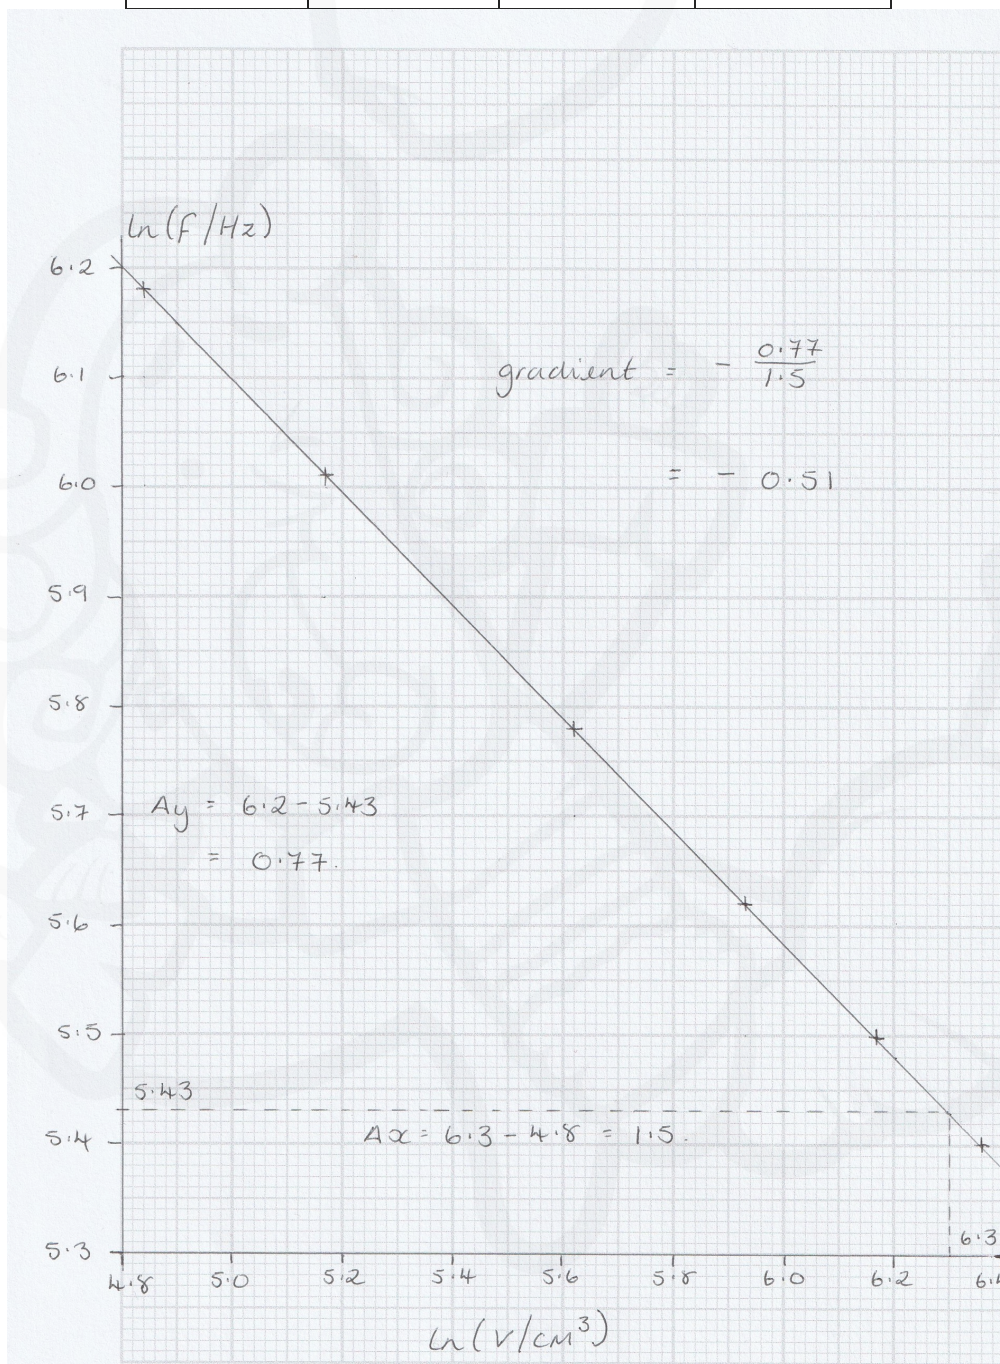 ln(f/Hz)
6.2
6.1
gradient = - 0.77/1.5
6.0
= - 0.51
5.9
5.8
5.7
Ay = 6.2-5.43
= 0.77.
5.6
5.5
5.43
5.4
Ax = 6.3-4.8 = 1.5.
6.3
5.3
4.8 5.0 5.2 5.4 5.6 5.8 6.0 6.2
ln(V/cm³)